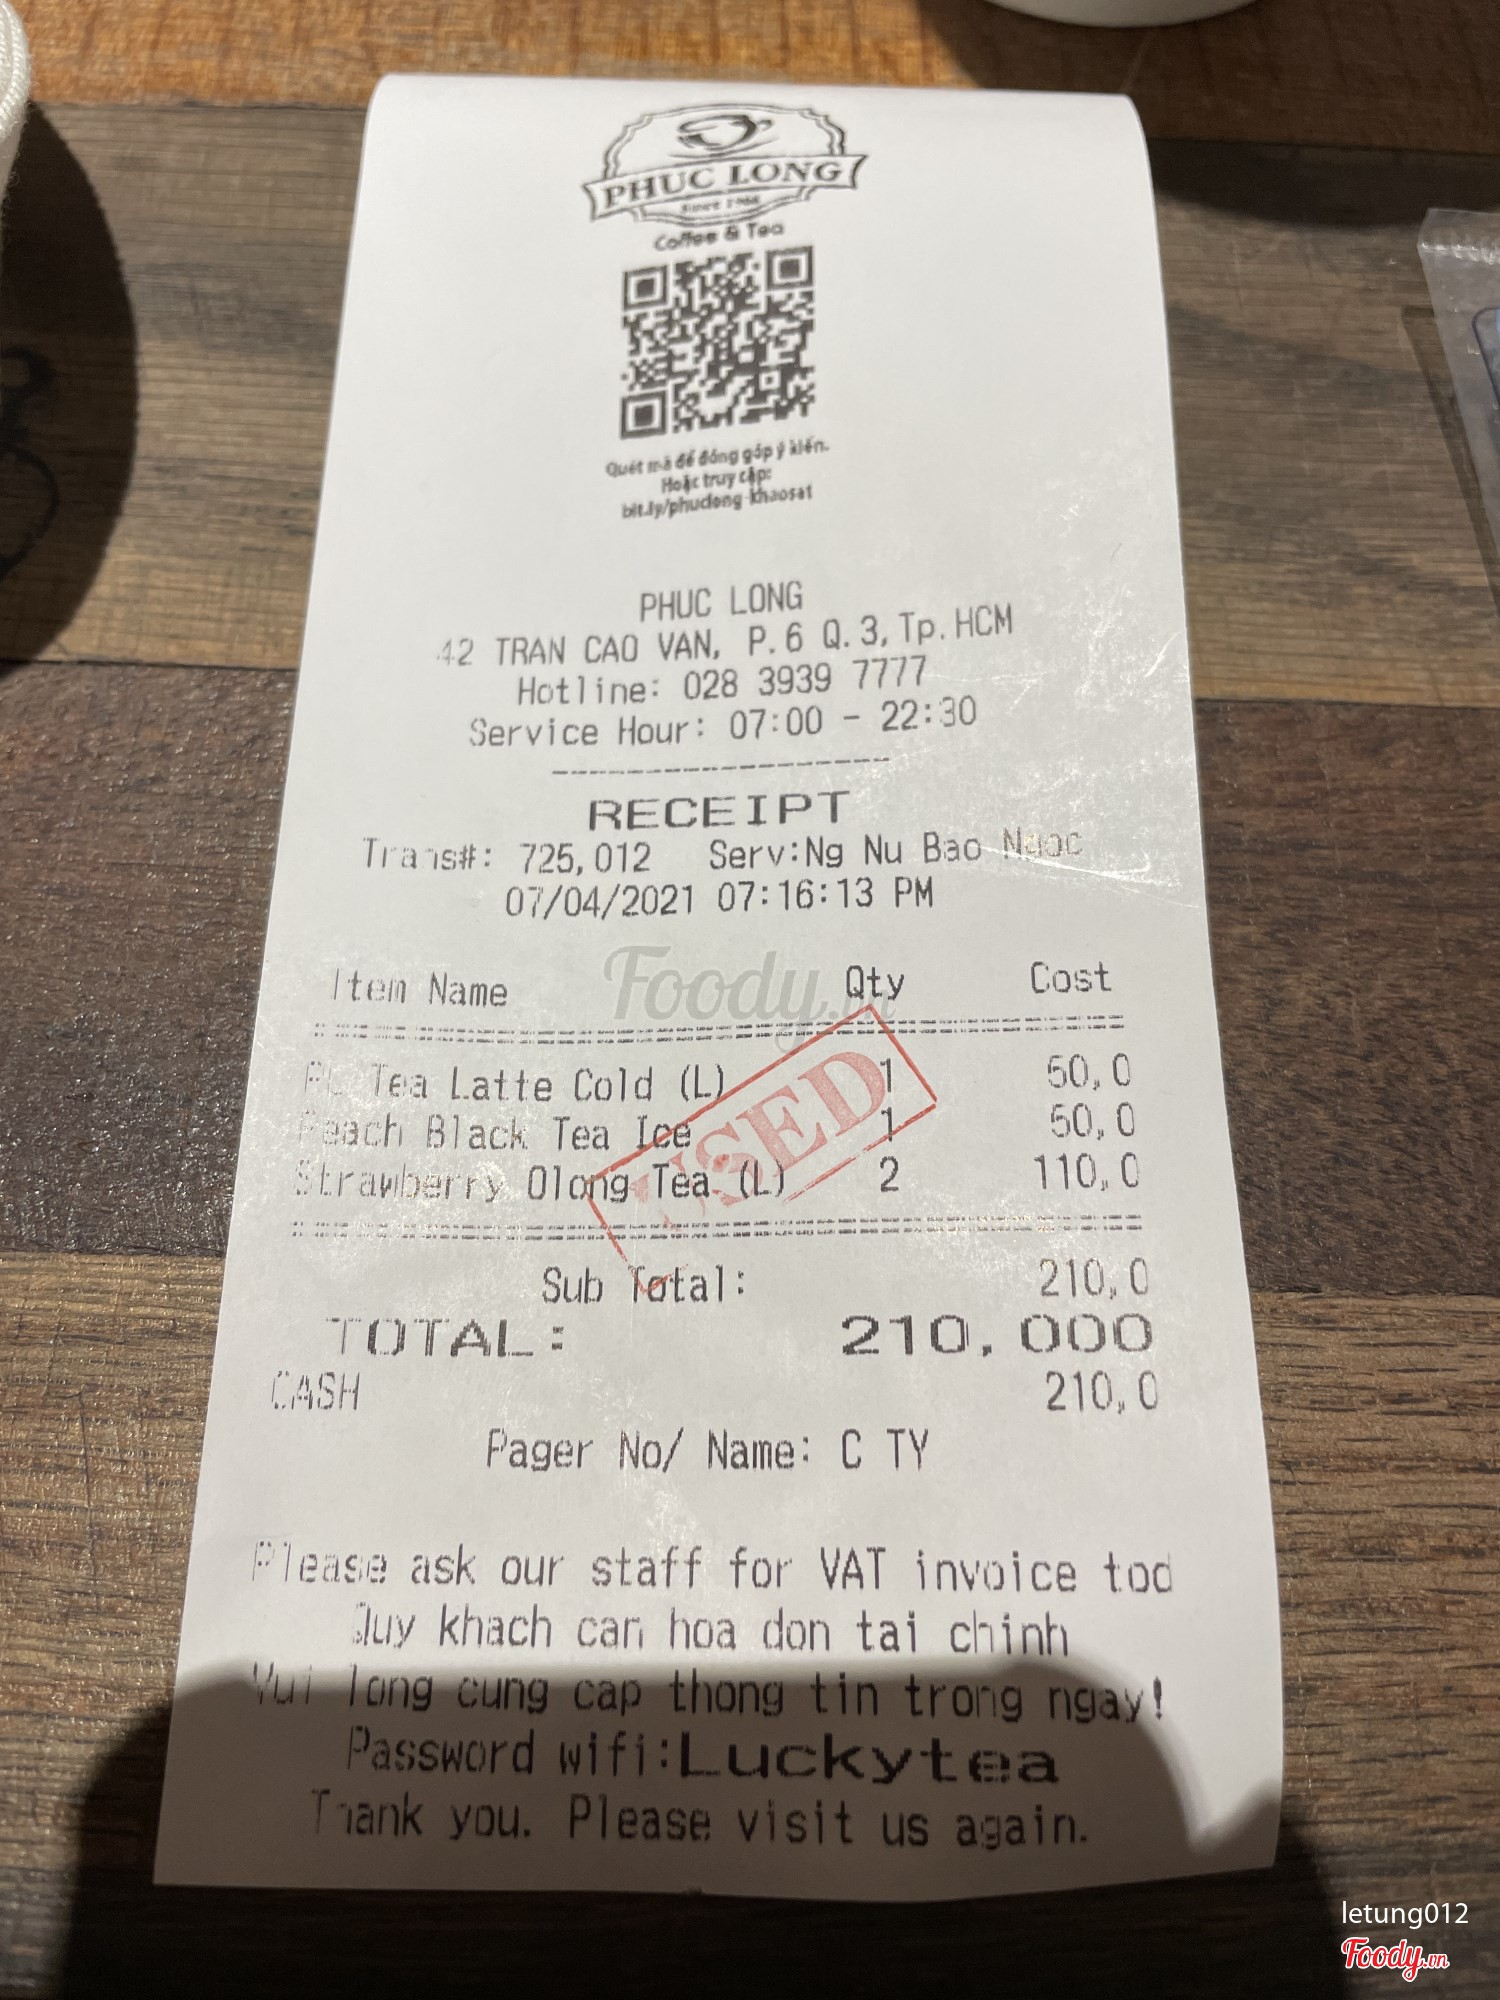 PHUC LONG
Since 1968
Coffee & Tea
Quét mã để đóng góp ý kiến.
Hoặc truy cập:
bit.ly/phuclong-khaosat
PHUC LONG
42 TRAN CAO VAN, P.6 Q.3, Tp.HCM
Hotline: 028 3939 7777
Service Hour: 07:00 - 22:30
RECEIPT
Trans#: 725,012 Serv:Ng Nu Bao Ngoc
07/04/2021 07:16:13 PM
Foody.vn
Item Name Qty Cost
PL Tea Latte Cold (L) 1 50,0
Peach Black Tea Ice 1 50,0
Strawberry Olong Tea (L) 2 110,0
USED
Sub Total: 210,0
TOTAL: 210,000
CASH 210,0
Pager No/ Name: C TY
Please ask our staff for VAT invoice tod
Quy khach can hoa don tai chinh
Vui long cung cap thong tin trong ngay!
Password wifi:Luckytea
Thank you. Please visit us again.
letung012
Foody.vn